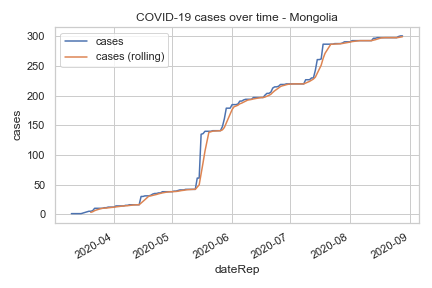 COVID-19 cases over time - Mongolia
cases
cases (rolling)
300
250
200
150
100
50
0
cases
2020-04
2020-05
2020-06
2020-07
2020-08
2020-09
dateRep